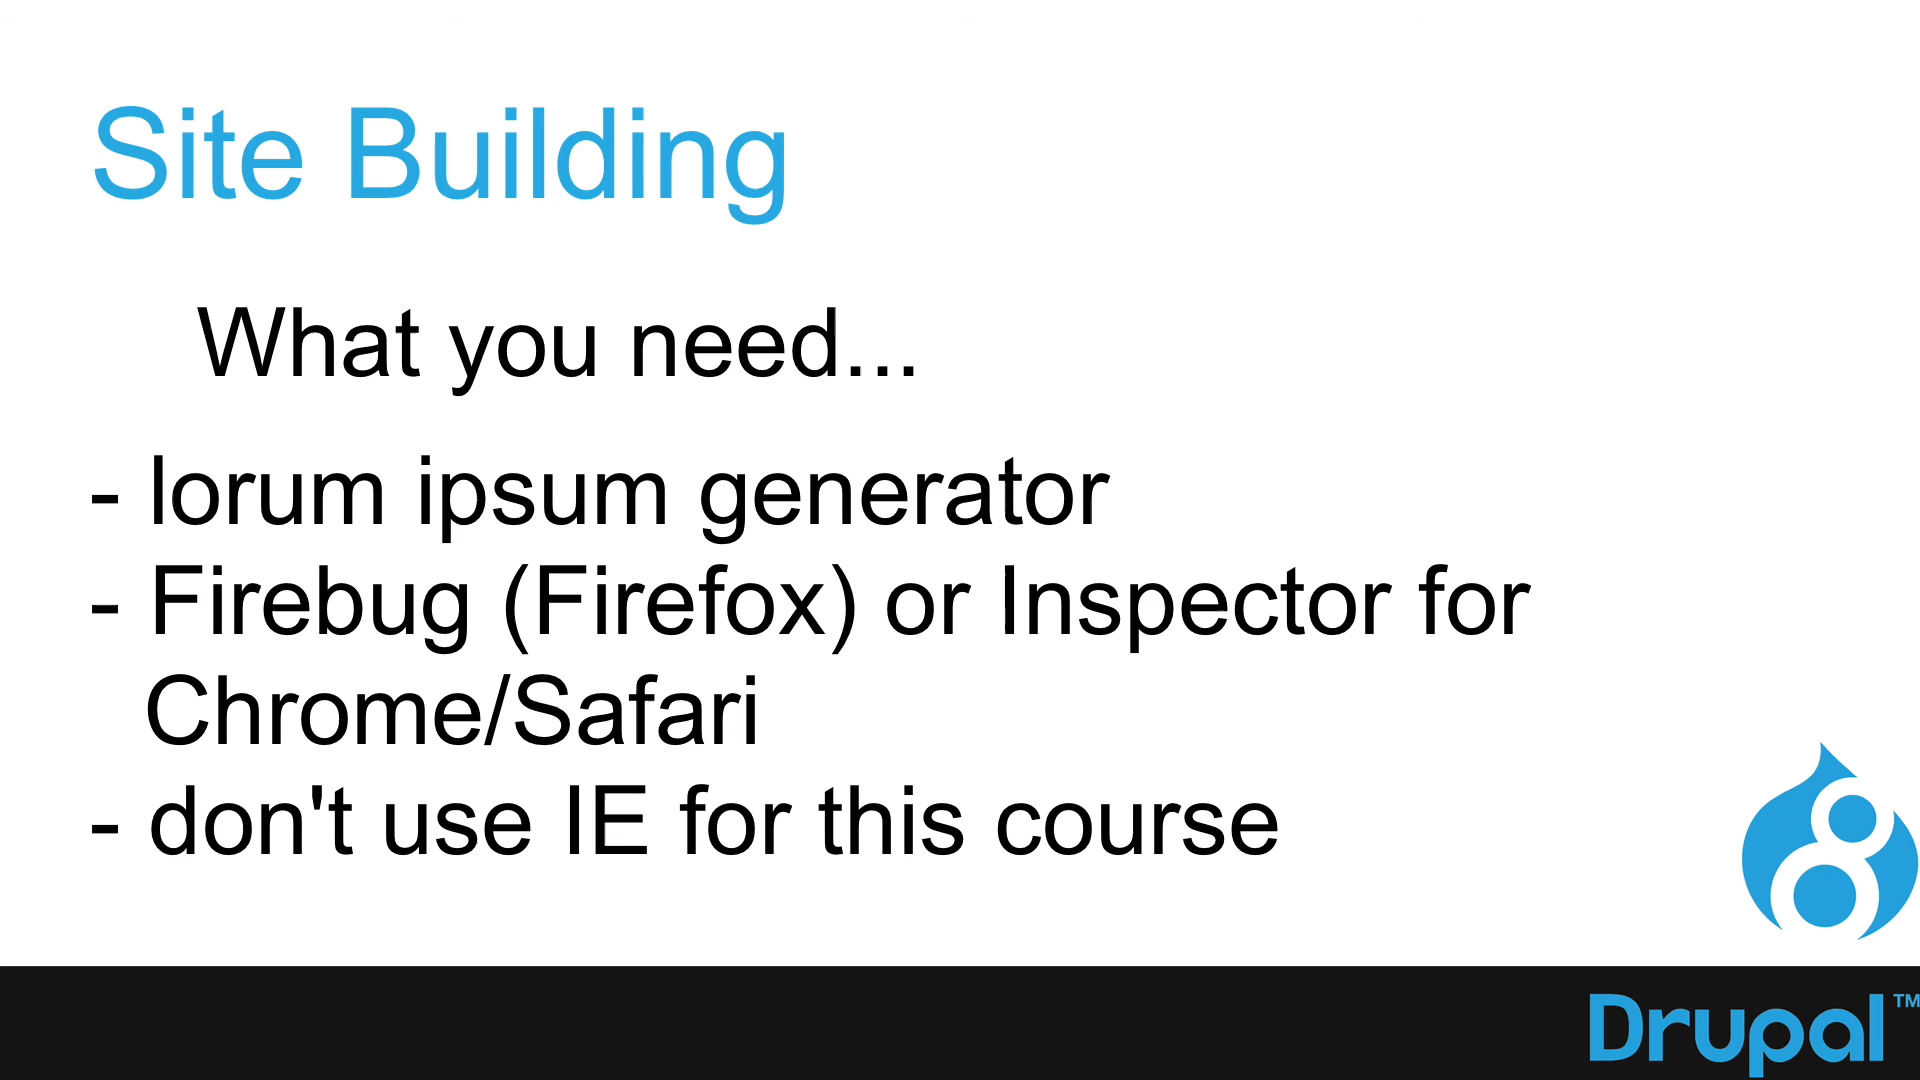 Site Building
What you need...
- lorum ipsum generator
- Firebug (Firefox) or Inspector for
Chrome/Safari
- don't use IE for this course
8
Drupal™